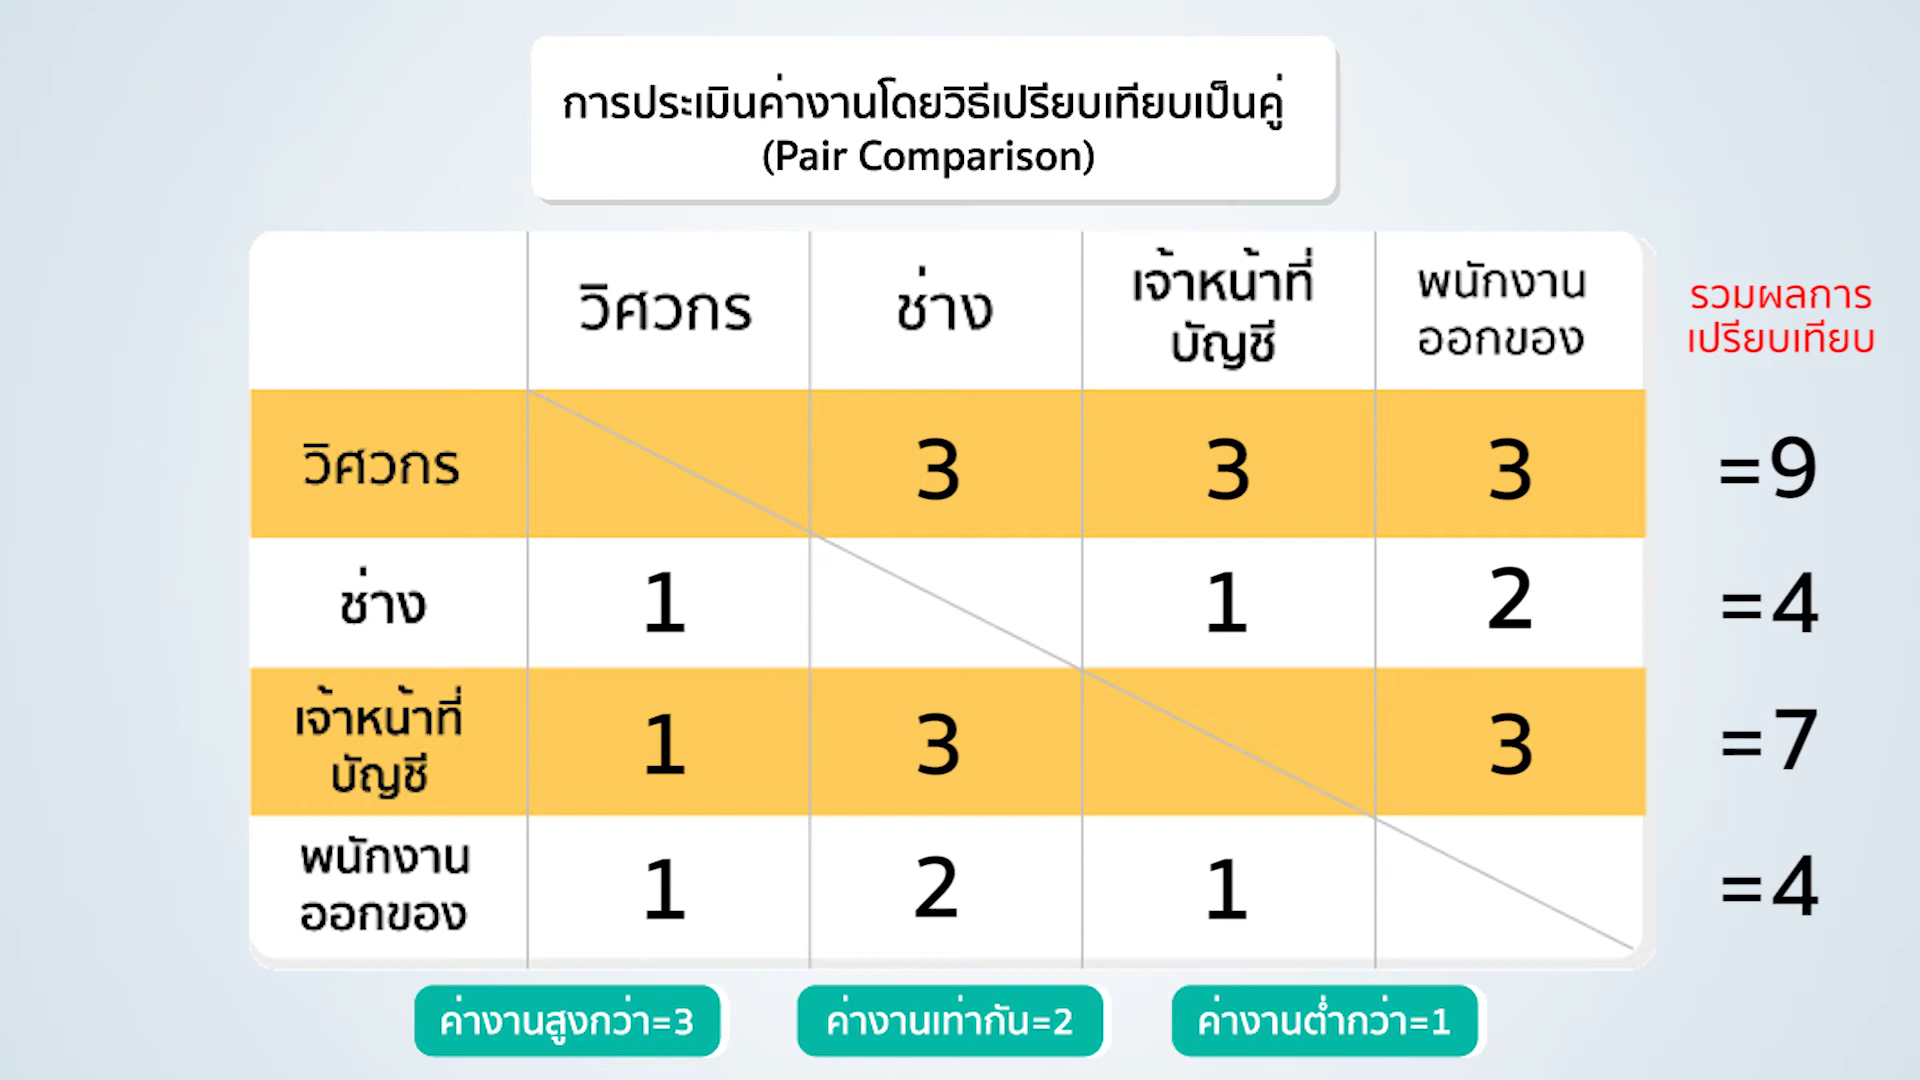 การประเมินค่างานโดยวิธีเปรียบเทียบเป็นคู่
(Pair Comparison)
วิศวกร ช่าง เจ้าหน้าที่ พนักงาน รวมผลการ
บัญชี ออกของ เปรียบเทียบ
วิศวกร 3 3 3 =9
ช่าง 1 1 2 =4
เจ้าหน้าที่
บัญชี 1 3 3 =7
พนักงาน
ออกของ 1 2 1 =4
ค่างานสูงกว่า=3 ค่างานเท่ากัน=2 ค่างานต่ำกว่า=1